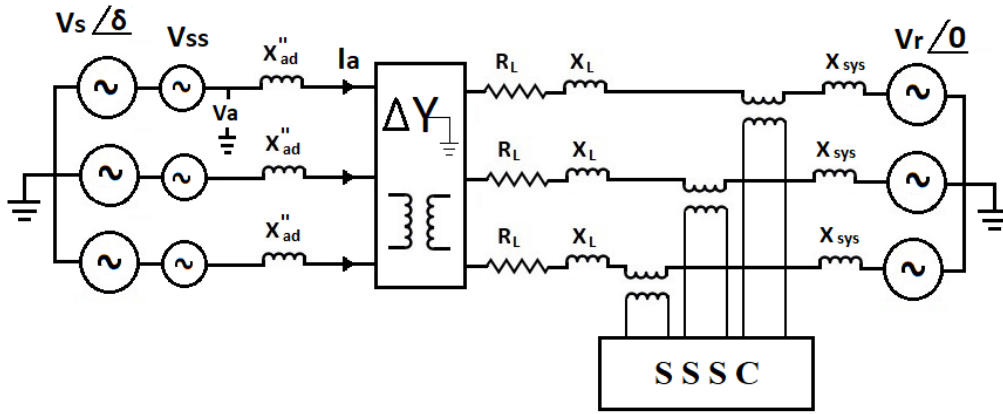 Vs/δ
Vss
X"ad
Ia
RL
XL
Xsys
Vr/0
Va
ΔY
X"ad
RL
XL
Xsys
X"ad
RL
XL
Xsys
S S S C